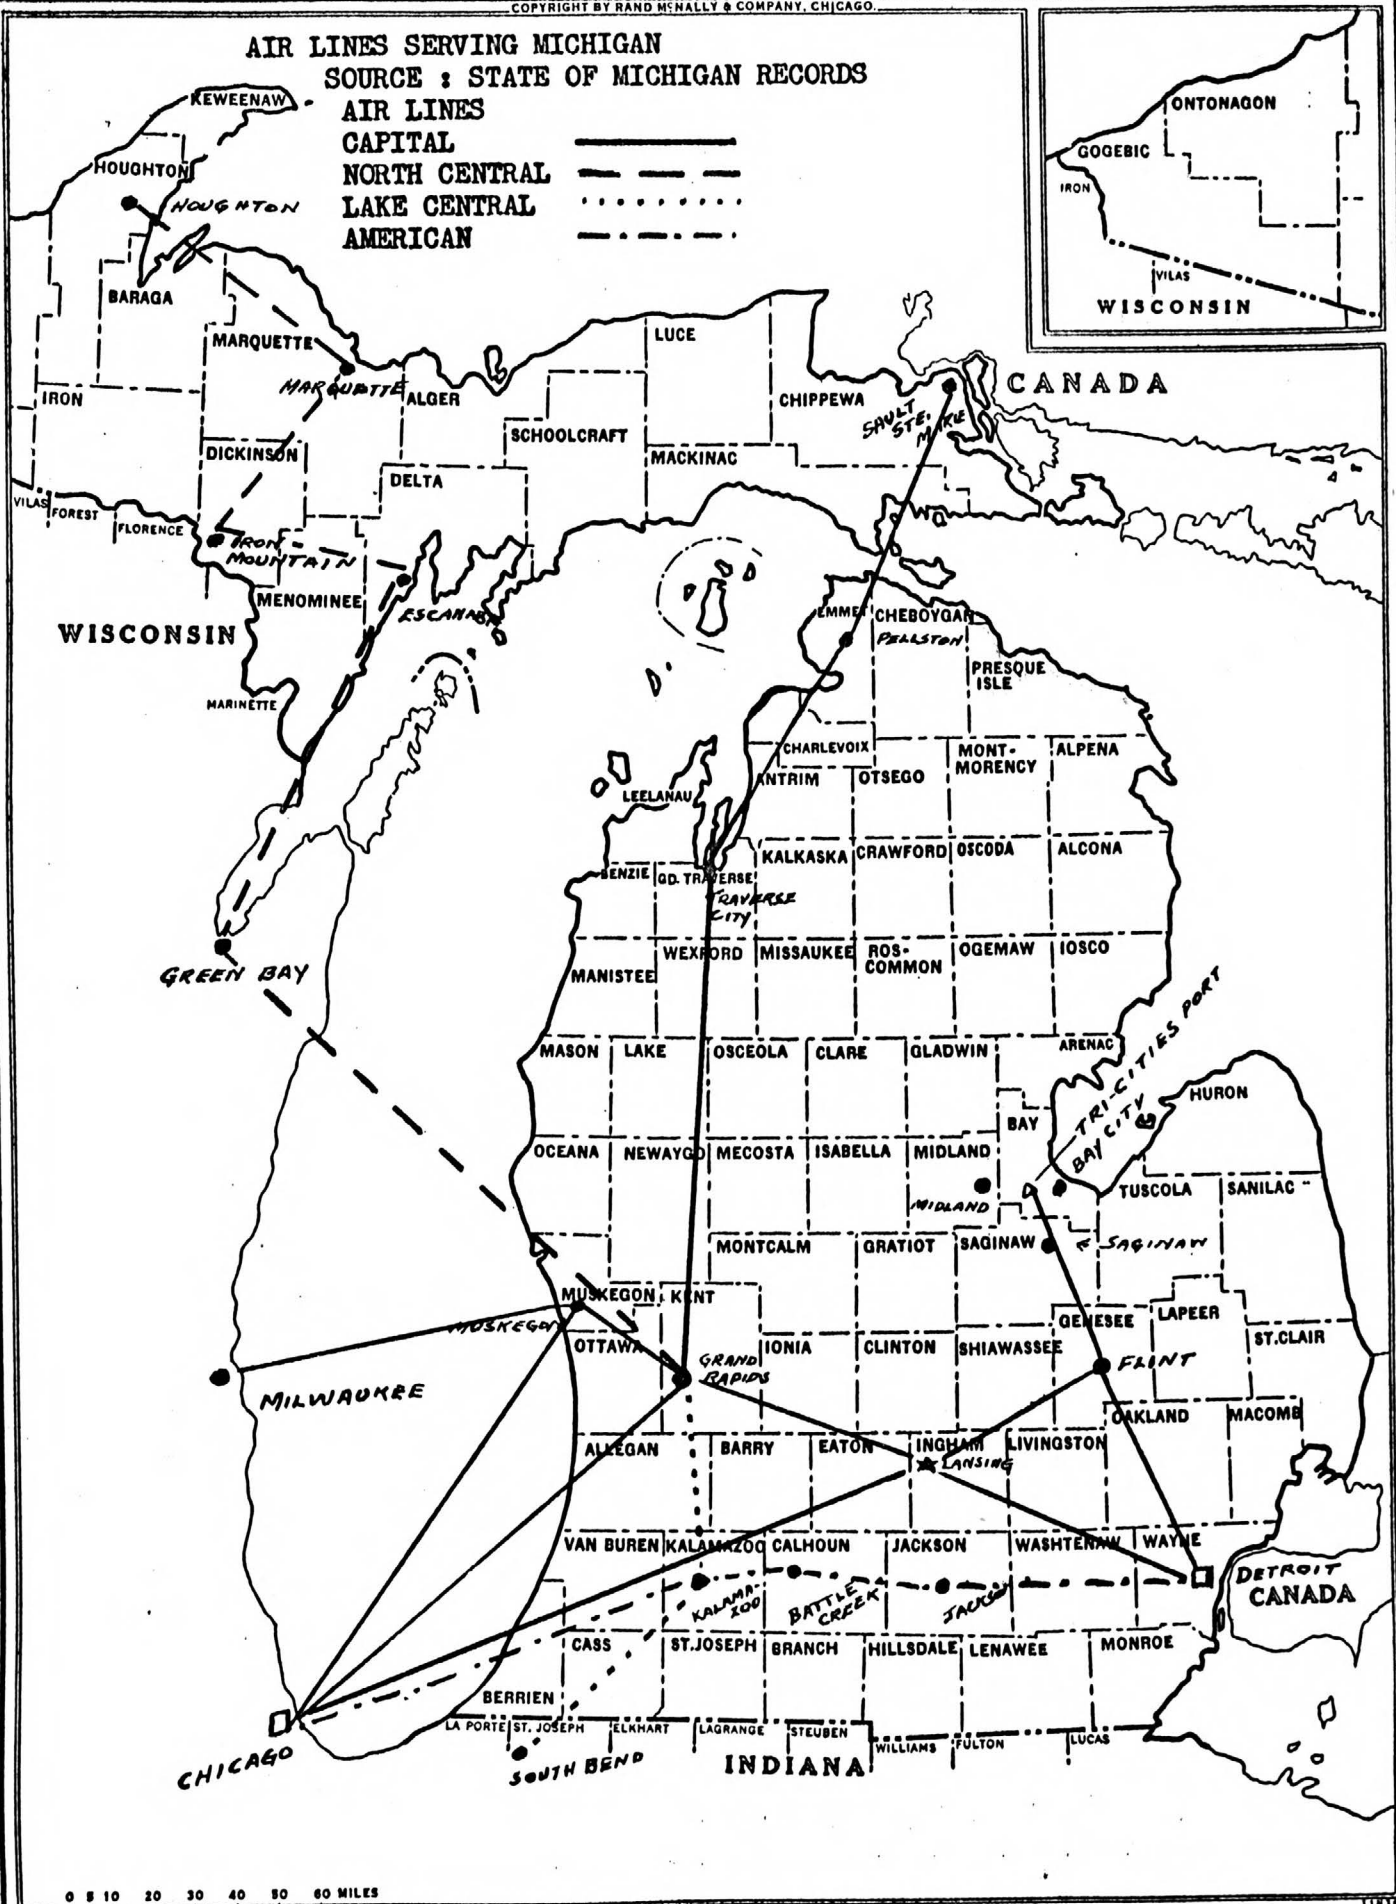 COPYRIGHT BY RAND McNALLY & COMPANY, CHICAGO.
AIR LINES SERVING MICHIGAN
SOURCE : STATE OF MICHIGAN RECORDS
AIR LINES
CAPITAL
NORTH CENTRAL
LAKE CENTRAL
AMERICAN
KEWEENAW
HOUGHTON
HOUGHTON
BARAGA
MARQUETTE
MARQUETTE
IRON
ALGER
LUCE
SCHOOLCRAFT
CHIPPEWA
SAULT
STE.
MARIE
CANADA
ONTONAGON
GOGEBIC
IRON
VILAS
WISCONSIN
DICKINSON
DELTA
MACKINAC
VILAS
FOREST
FLORENCE
IRON
MOUNTAIN
MENOMINEE
ESCANABA
WISCONSIN
MARINETTE
EMMET
CHEBOYGAN
PELLSTON
PRESQUE
ISLE
CHARLEVOIX
ANTRIM
OTSEGO
MONT-
MORENCY
ALPENA
LEELANAU
BENZIE
GD. TRAVERSE
TRAVERSE
CITY
KALKASKA
CRAWFORD
OSCODA
ALCONA
GREEN BAY
MANISTEE
WEXFORD
MISSAUKEE
ROS-
COMMON
OGEMAW
IOSCO
MASON
LAKE
OSCEOLA
CLARE
GLADWIN
ARENAC
TRI-CITIES PORT
BAY CITY
HURON
BAY
OCEANA
NEWAYGO
MECOSTA
ISABELLA
MIDLAND
MIDLAND
TUSCOLA
SANILAC
MONTCALM
GRATIOT
SAGINAW
SAGINAW
MUSKEGON
MUSKEGON
KENT
GENESEE
LAPEER
ST. CLAIR
OTTAWA
GRAND
RAPIDS
IONIA
CLINTON
SHIAWASSEE
FLINT
MILWAUKEE
OAKLAND
MACOMB
ALLEGAN
BARRY
EATON
INGHAM
LANSING
LIVINGSTON
VAN BUREN
KALAMAZOO
CALHOUN
JACKSON
WASHTENAW
WAYNE
KALAMA-
ZOO
BATTLE
CREEK
JACKSON
DETROIT
CANADA
CASS
ST. JOSEPH
BRANCH
HILLSDALE
LENAWEE
MONROE
BERRIEN
LA PORTE
ST. JOSEPH
ELKHART
LAGRANGE
STEUBEN
WILLIAMS
FULTON
LUCAS
CHICAGO
SOUTH BEND
INDIANA
0 5 10 20 30 40 50 60 MILES